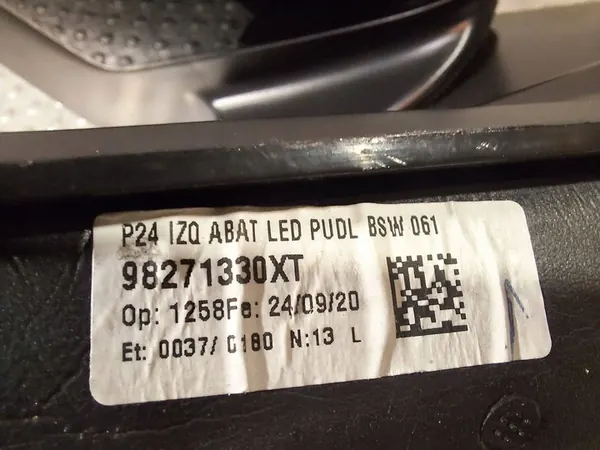 P24 IZQ ABAT LED PUDL BSW 061
98271330XT
Op: 1258Fe: 24/09/20
Et: 0037/ 0180 N:13 L